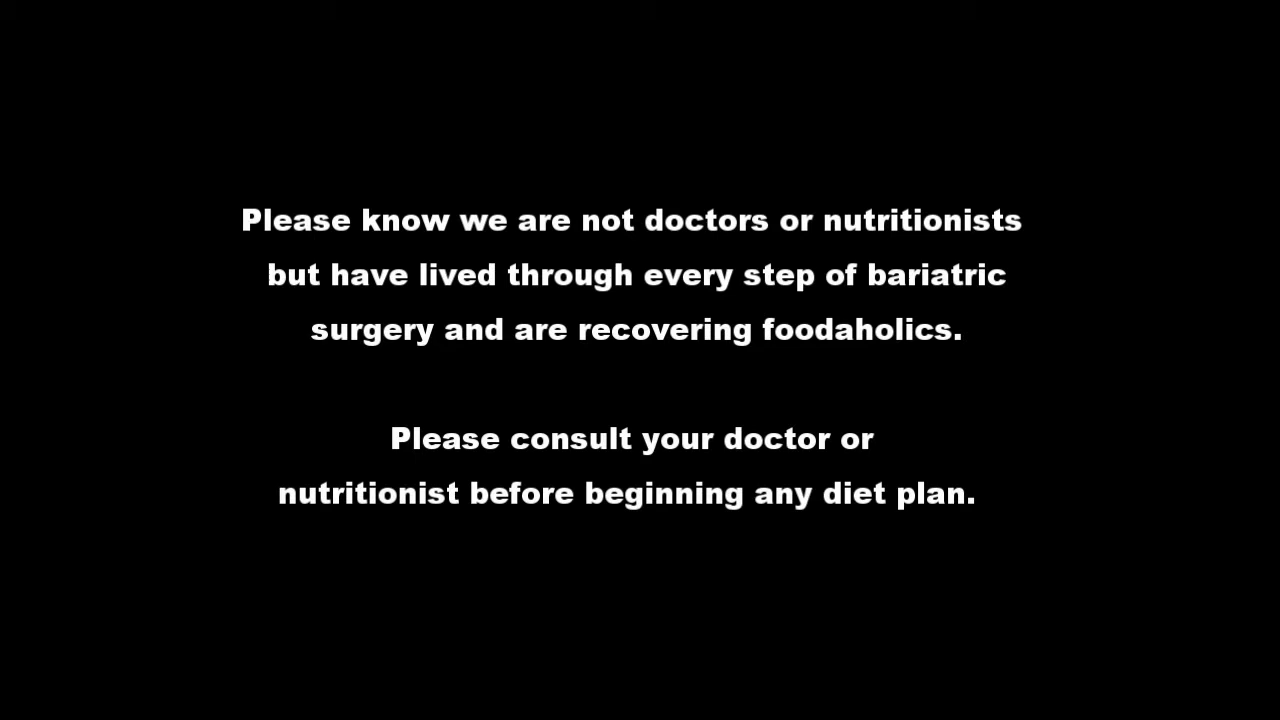 Please know we are not doctors or nutritionists
but have lived through every step of bariatric
surgery and are recovering foodaholics.
Please consult your doctor or
nutritionist before beginning any diet plan.